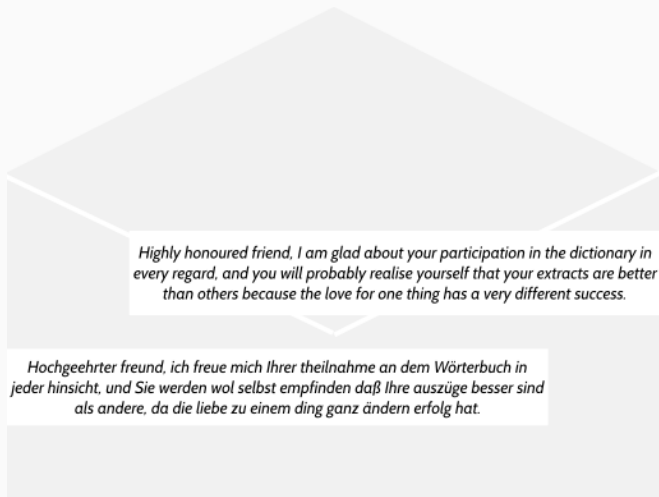 Highly honoured friend, I am glad about your participation in the dictionary in
every regard, and you will probably realise yourself that your extracts are better
than others because the love for one thing has a very different success.
Hochgeehrter freund, ich freue mich Ihrer theilnahme an dem Wörterbuch in
jeder hinsicht, und Sie werden wol selbst empfinden daß Ihre auszüge besser sind
als andere, da die liebe zu einem ding ganz ändern erfolg hat.